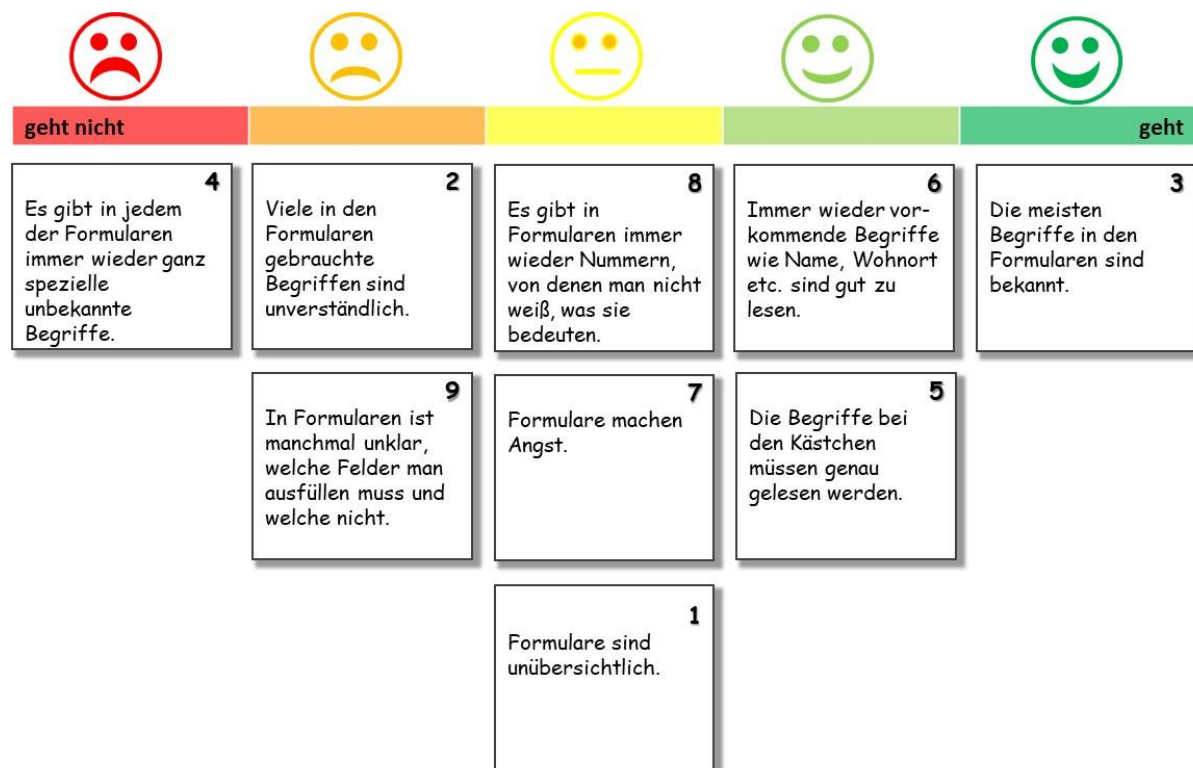 geht nicht
geht
4
Es gibt in jedem
der Formularen
immer wieder ganz
spezielle
unbekannte
Begriffe.
2
Viele in den
Formularen
gebrauchte
Begriffen sind
unverständlich.
8
Es gibt in
Formularen immer
wieder Nummern,
von denen man nicht
weiß, was sie
bedeuten.
6
Immer wieder vor-
kommende Begriffe
wie Name, Wohnort
etc. sind gut zu
lesen.
3
Die meisten
Begriffe in den
Formularen sind
bekannt.
9
In Formularen ist
manchmal unklar,
welche Felder man
ausfüllen muss und
welche nicht.
7
Formulare machen
Angst.
5
Die Begriffe bei
den Kästchen
müssen genau
gelesen werden.
1
Formulare sind
unübersichtlich.